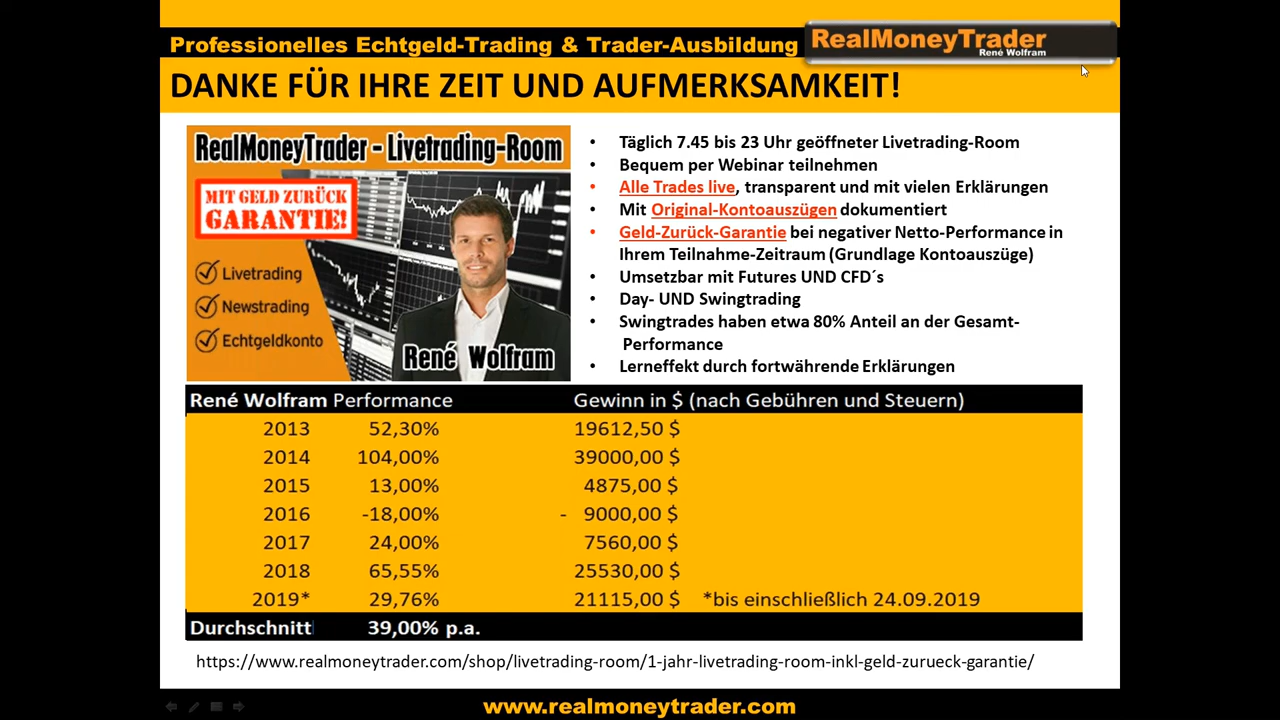 Professionelles Echtgeld-Trading & Trader-Ausbildung
RealMoneyTrader
René Wolfram
DANKE FÜR IHRE ZEIT UND AUFMERKSAMKEIT!
RealMoneyTrader - Livetrading-Room
MIT GELD ZURÜCK
GARANTIE!
Livetrading
Newstrading
Echtgeldkonto
René Wolfram
• Täglich 7.45 bis 23 Uhr geöffneter Livetrading-Room
• Bequem per Webinar teilnehmen
• Alle Trades live, transparent und mit vielen Erklärungen
• Mit Original-Kontoauszügen dokumentiert
• Geld-Zurück-Garantie bei negativer Netto-Performance in
Ihrem Teilnahme-Zeitraum (Grundlage Kontoauszüge)
• Umsetzbar mit Futures UND CFD´s
• Day- UND Swingtrading
• Swingtrades haben etwa 80% Anteil an der Gesamt-
Performance
• Lerneffekt durch fortwährende Erklärungen
René Wolfram Performance Gewinn in $ (nach Gebühren und Steuern)
2013 52,30% 19612,50 $
2014 104,00% 39000,00 $
2015 13,00% 4875,00 $
2016 -18,00% - 9000,00 $
2017 24,00% 7560,00 $
2018 65,55% 25530,00 $
2019* 29,76% 21115,00 $ *bis einschließlich 24.09.2019
Durchschnitt 39,00% p.a.
https://www.realmoneytrader.com/shop/livetrading-room/1-jahr-livetrading-room-inkl-geld-zurueck-garantie/
www.realmoneytrader.com